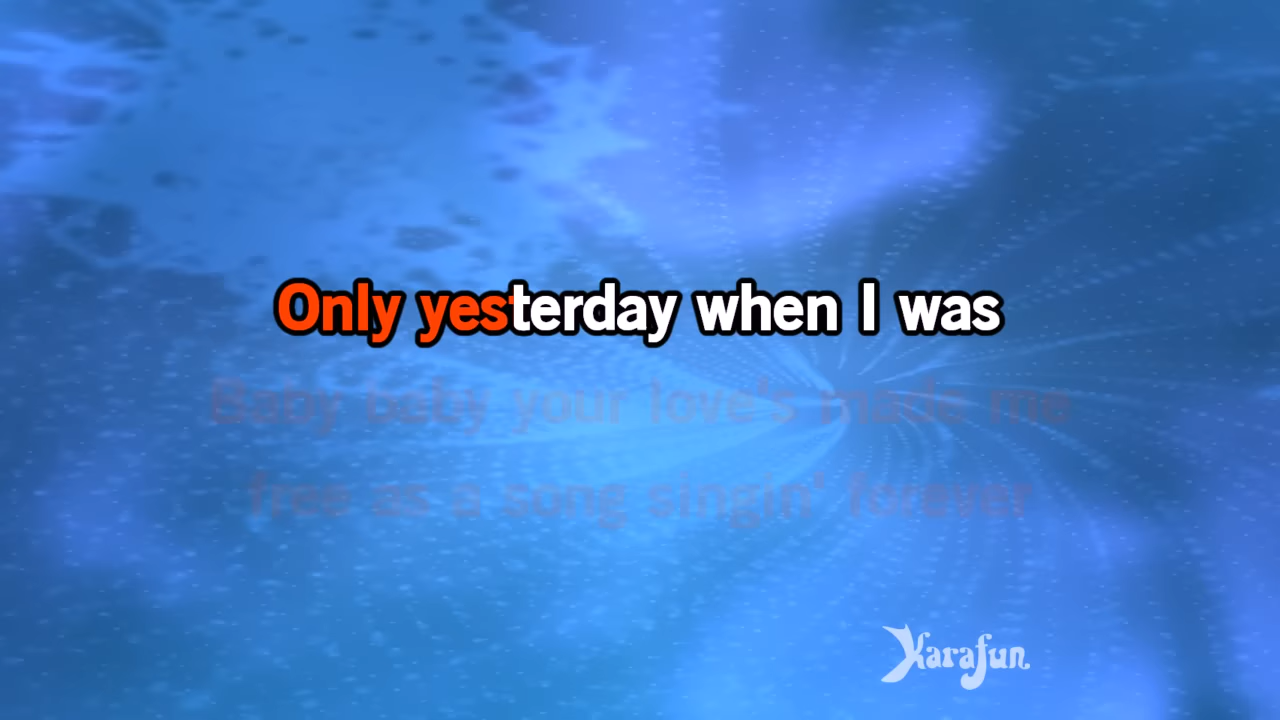 Only yesterday when I was
Baby baby your love's made me
free as a song singin' forever
Karafun